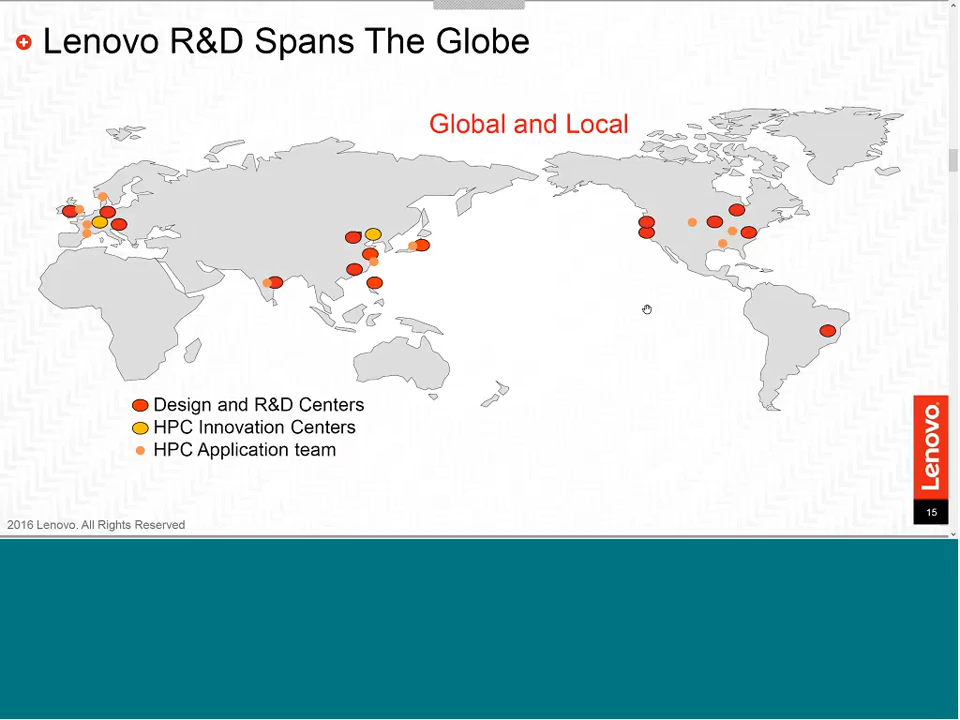 Lenovo R&D Spans The Globe
Global and Local
Design and R&D Centers
HPC Innovation Centers
HPC Application team
Lenovo
15
2016 Lenovo. All Rights Reserved